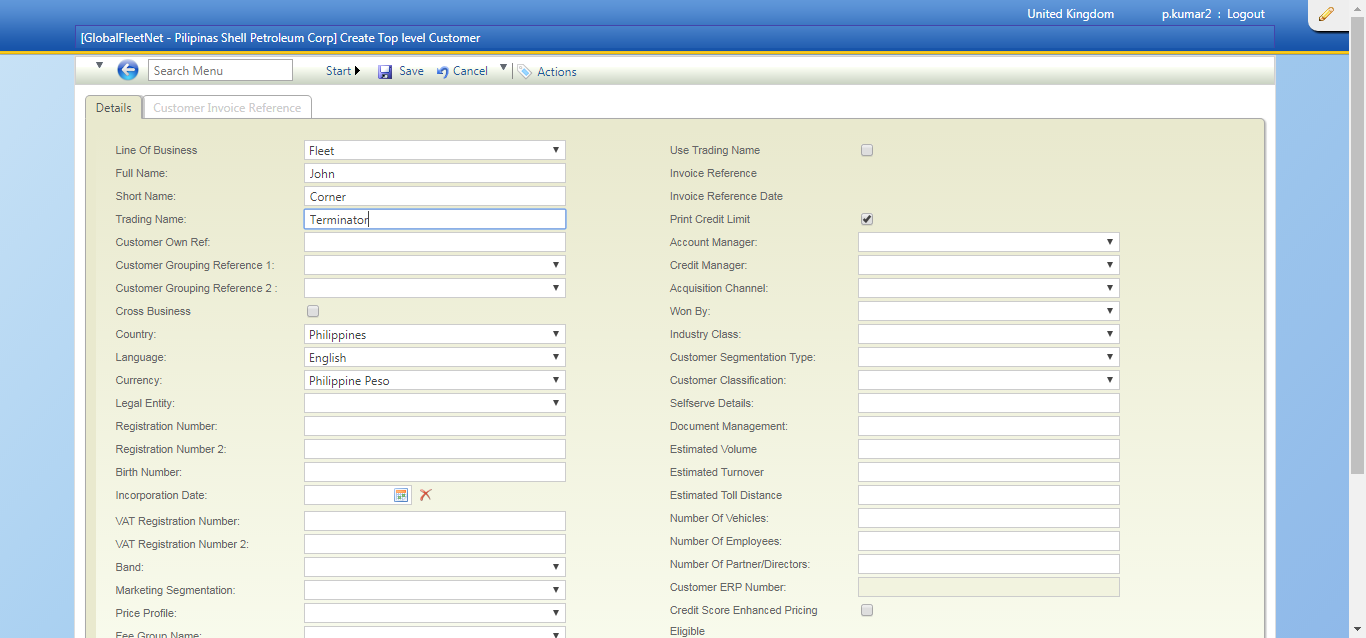 United Kingdom p.kumar2 : Logout
[GlobalFleetNet - Pilipinas Shell Petroleum Corp] Create Top level Customer
Search Menu Start Save Cancel Actions
Details Customer Invoice Reference
Line Of Business Fleet Use Trading Name
Full Name: John Invoice Reference
Short Name: Corner Invoice Reference Date
Trading Name: Terminator Print Credit Limit
Customer Own Ref: Account Manager:
Customer Grouping Reference 1: Credit Manager:
Customer Grouping Reference 2 : Acquisition Channel:
Cross Business Won By:
Country: Philippines Industry Class:
Language: English Customer Segmentation Type:
Currency: Philippine Peso Customer Classification:
Legal Entity: Selfserve Details:
Registration Number: Document Management:
Registration Number 2: Estimated Volume
Birth Number: Estimated Turnover
Incorporation Date: Estimated Toll Distance
VAT Registration Number: Number Of Vehicles:
VAT Registration Number 2: Number Of Employees:
Band: Number Of Partner/Directors:
Marketing Segmentation: Customer ERP Number:
Price Profile: Credit Score Enhanced Pricing
Fee Group Name: Eligible